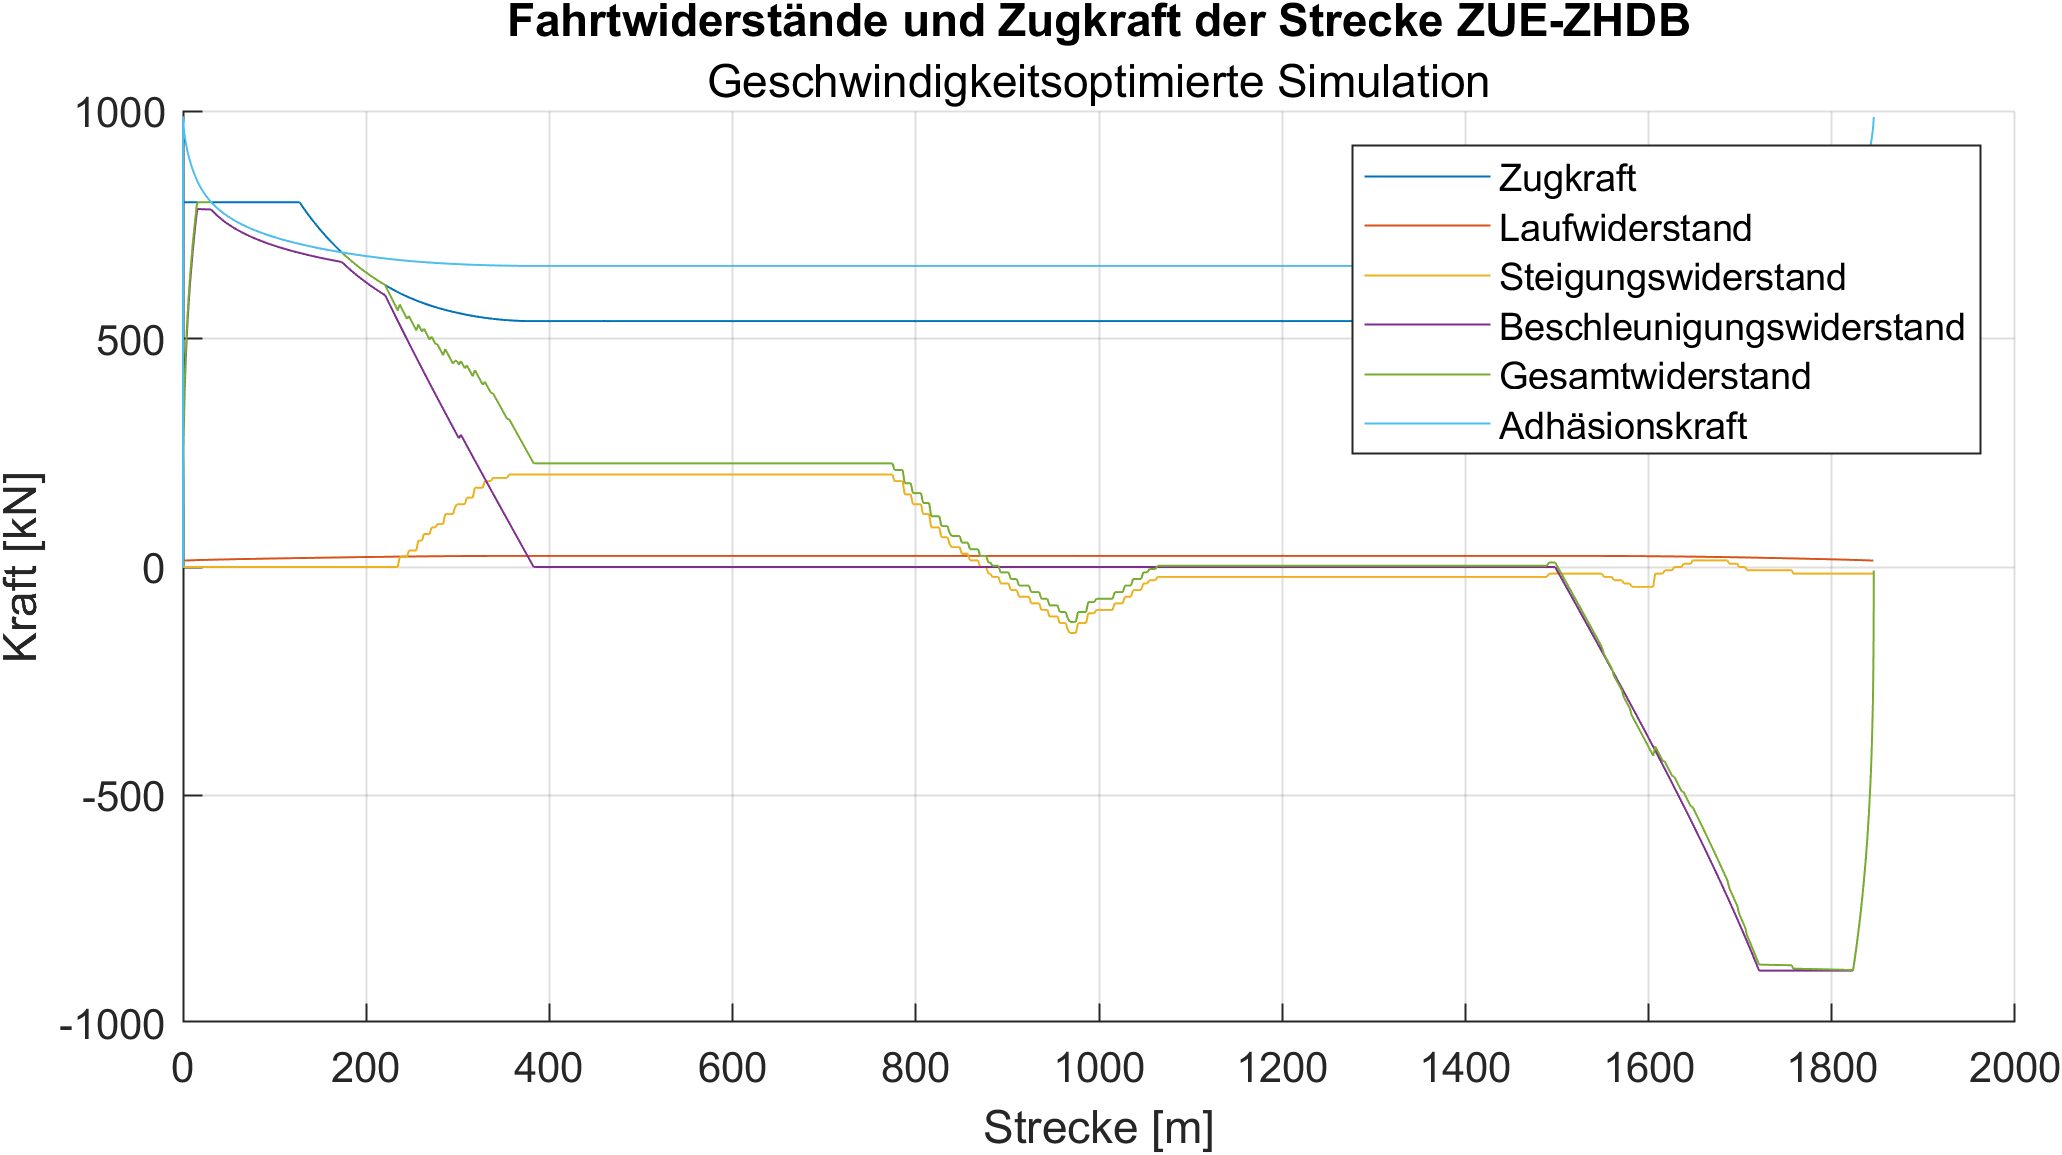 Fahrtwiderstände und Zugkraft der Strecke ZUE-ZHDB
Geschwindigkeitsoptimierte Simulation
1000
500
0
-500
-1000
Kraft [kN]
Zugkraft
Laufwiderstand
Steigungswiderstand
Beschleunigungswiderstand
Gesamtwiderstand
Adhäsionskraft
0 200 400 600 800 1000 1200 1400 1600 1800 2000
Strecke [m]